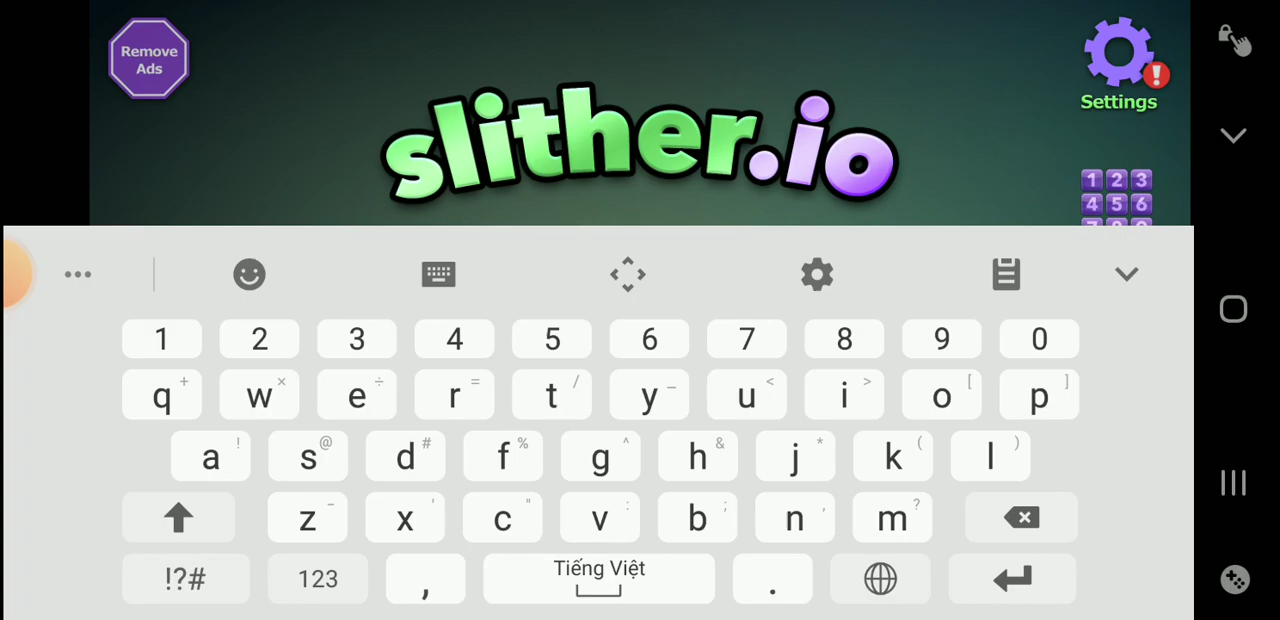 Remove
Ads
slither.io
!
Settings
1 2 3
4 5 6
1 2 3 4 5 6 7 8 9 0
q + w × e ÷ r = t / y _ u < i > o [ p ]
a ! s @ d # f % g ^ h & j * k ( l )
z - x ' c " v : b ; n , m ?
!?# 123 , Tiếng Việt .